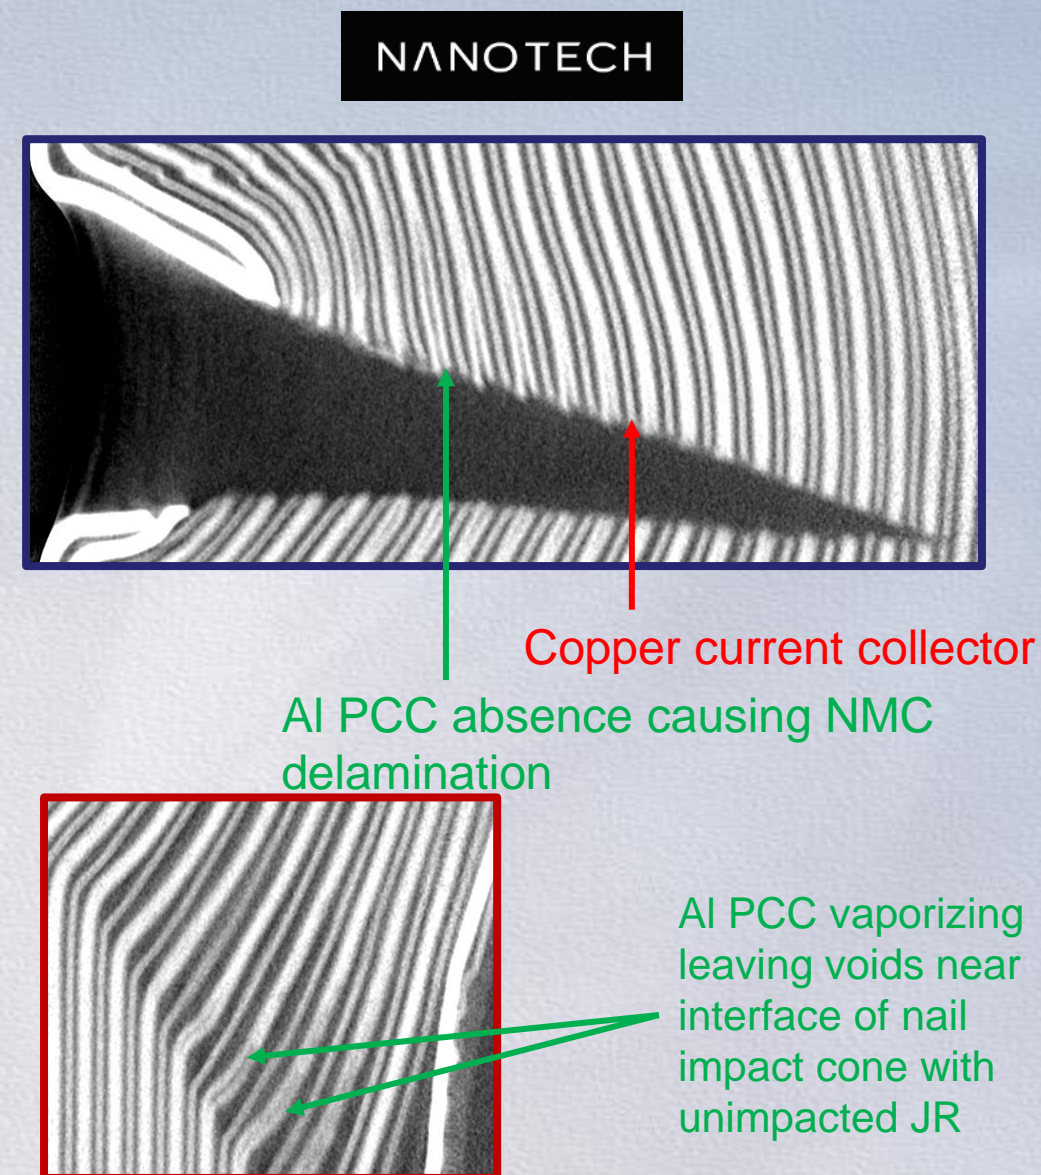 NANOTECH
Copper current collector
Al PCC absence causing NMC
delamination
Al PCC vaporizing
leaving voids near
interface of nail
impact cone with
unimpacted JR